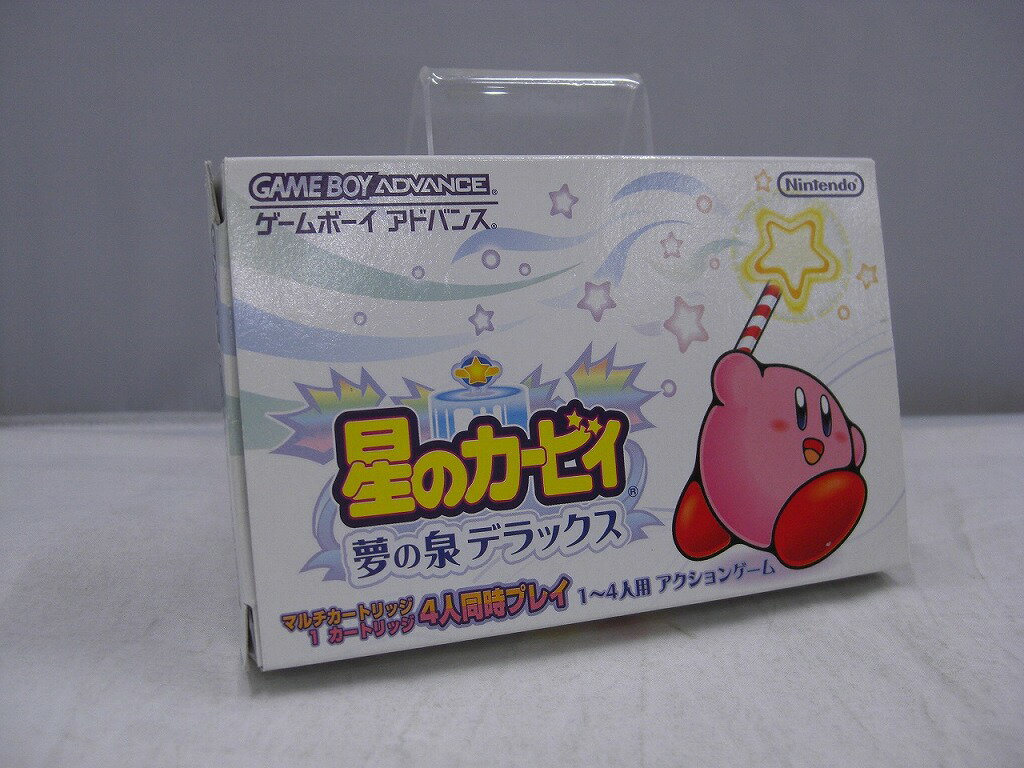 GAME BOY ADVANCE®
ゲームボーイ アドバンス®
Nintendo®
星のカービィ®
夢の泉デラックス
マルチカートリッジ
1 カートリッジ
4人同時プレイ
1〜4人用 アクションゲーム